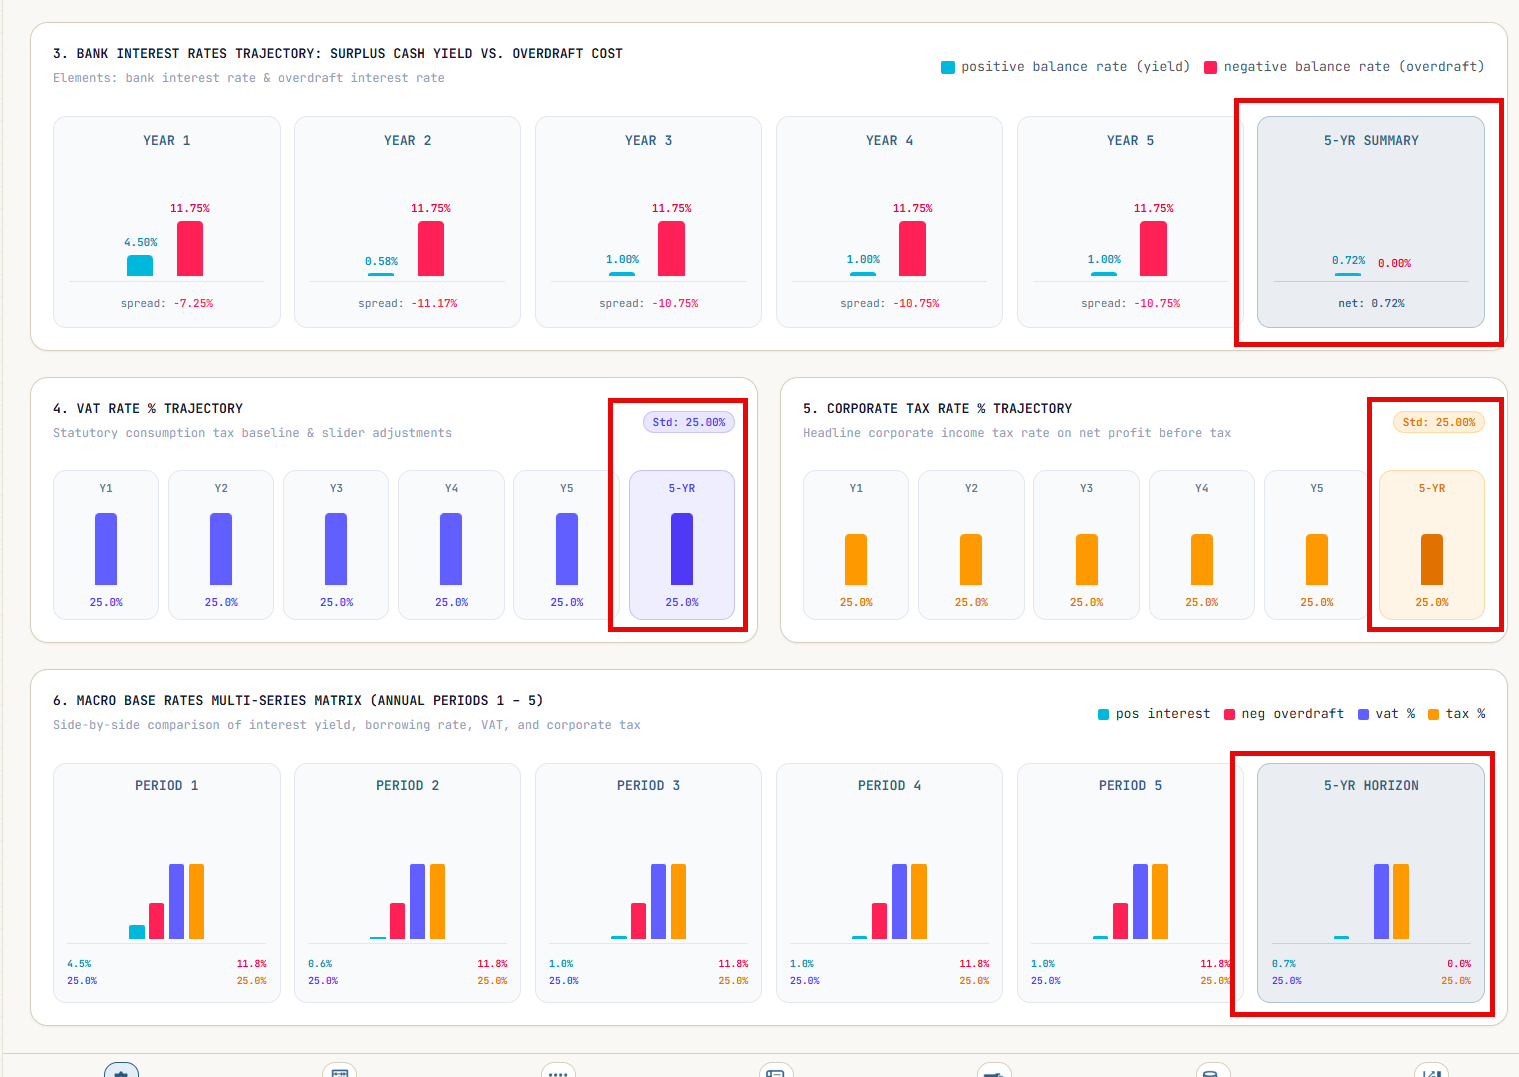 3. BANK INTEREST RATES TRAJECTORY: SURPLUS CASH YIELD VS. OVERDRAFT COST
Elements: bank interest rate & overdraft interest rate
positive balance rate (yield) negative balance rate (overdraft)
YEAR 1 YEAR 2 YEAR 3 YEAR 4 YEAR 5 5-YR SUMMARY
4.50% 11.75% 0.58% 11.75% 1.00% 11.75% 1.00% 11.75% 1.00% 11.75% 0.72% 0.00%
spread: -7.25% spread: -11.17% spread: -10.75% spread: -10.75% spread: -10.75% net: 0.72%
4. VAT RATE % TRAJECTORY
Statutory consumption tax baseline & slider adjustments
Std: 25.00%
Y1 Y2 Y3 Y4 Y5 5-YR
25.0% 25.0% 25.0% 25.0% 25.0% 25.0%
5. CORPORATE TAX RATE % TRAJECTORY
Headline corporate income tax rate on net profit before tax
Std: 25.00%
Y1 Y2 Y3 Y4 Y5 5-YR
25.0% 25.0% 25.0% 25.0% 25.0% 25.0%
6. MACRO BASE RATES MULTI-SERIES MATRIX (ANNUAL PERIODS 1 – 5)
Side-by-side comparison of interest yield, borrowing rate, VAT, and corporate tax
pos interest neg overdraft vat % tax %
PERIOD 1 PERIOD 2 PERIOD 3 PERIOD 4 PERIOD 5 5-YR HORIZON
4.5% 11.8% 0.6% 11.8% 1.0% 11.8% 1.0% 11.8% 1.0% 11.8% 0.7% 0.0%
25.0% 25.0% 25.0% 25.0% 25.0% 25.0% 25.0% 25.0% 25.0% 25.0% 25.0% 25.0%